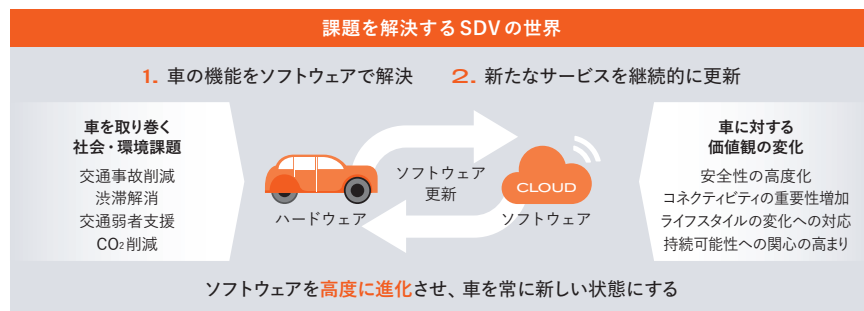 課題を解決するSDVの世界
1. 車の機能をソフトウェアで解決
2. 新たなサービスを継続的に更新
車を取り巻く
社会・環境課題
交通事故削減
渋滞解消
交通弱者支援
CO₂削減
ソフトウェア
更新
CLOUD
ハードウェア
ソフトウェア
車に対する
価値観の変化
安全性の高度化
コネクティビティの重要性増加
ライフスタイルの変化への対応
持続可能性への関心の高まり
ソフトウェアを高度に進化させ、車を常に新しい状態にする